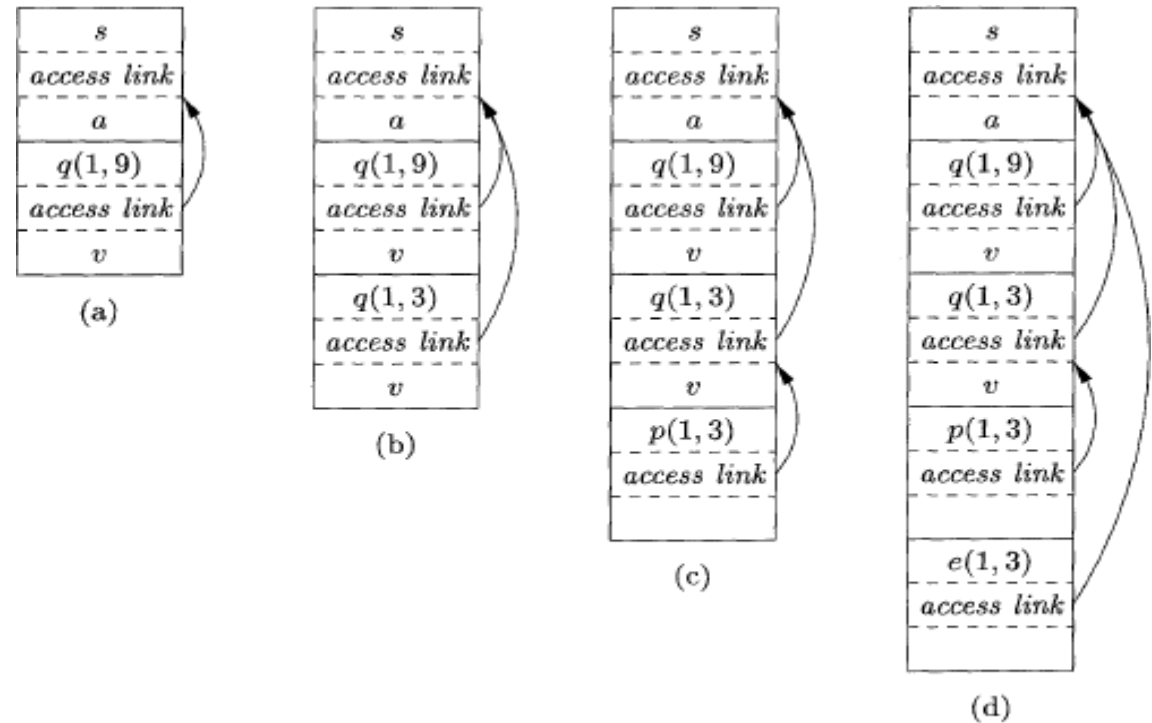 s
access link
a
q(1, 9)
access link
v
(a)
s
access link
a
q(1, 9)
access link
v
q(1, 3)
access link
v
(b)
s
access link
a
q(1, 9)
access link
v
q(1, 3)
access link
v
p(1, 3)
access link
(c)
s
access link
a
q(1, 9)
access link
v
q(1, 3)
access link
v
p(1, 3)
access link
e(1, 3)
access link
(d)